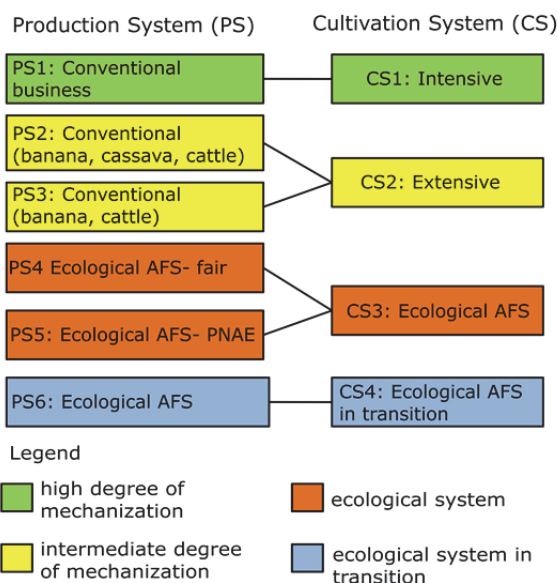 Production System (PS)
Cultivation System (CS)
PS1: Conventional
business
CS1: Intensive
PS2: Conventional
(banana, cassava, cattle)
PS3: Conventional
(banana, cattle)
CS2: Extensive
PS4 Ecological AFS- fair
PS5: Ecological AFS- PNAE
CS3: Ecological AFS
PS6: Ecological AFS
CS4: Ecological AFS
in transition
Legend
high degree of
mechanization
ecological system
intermediate degree
of mechanization
ecological system in
transition